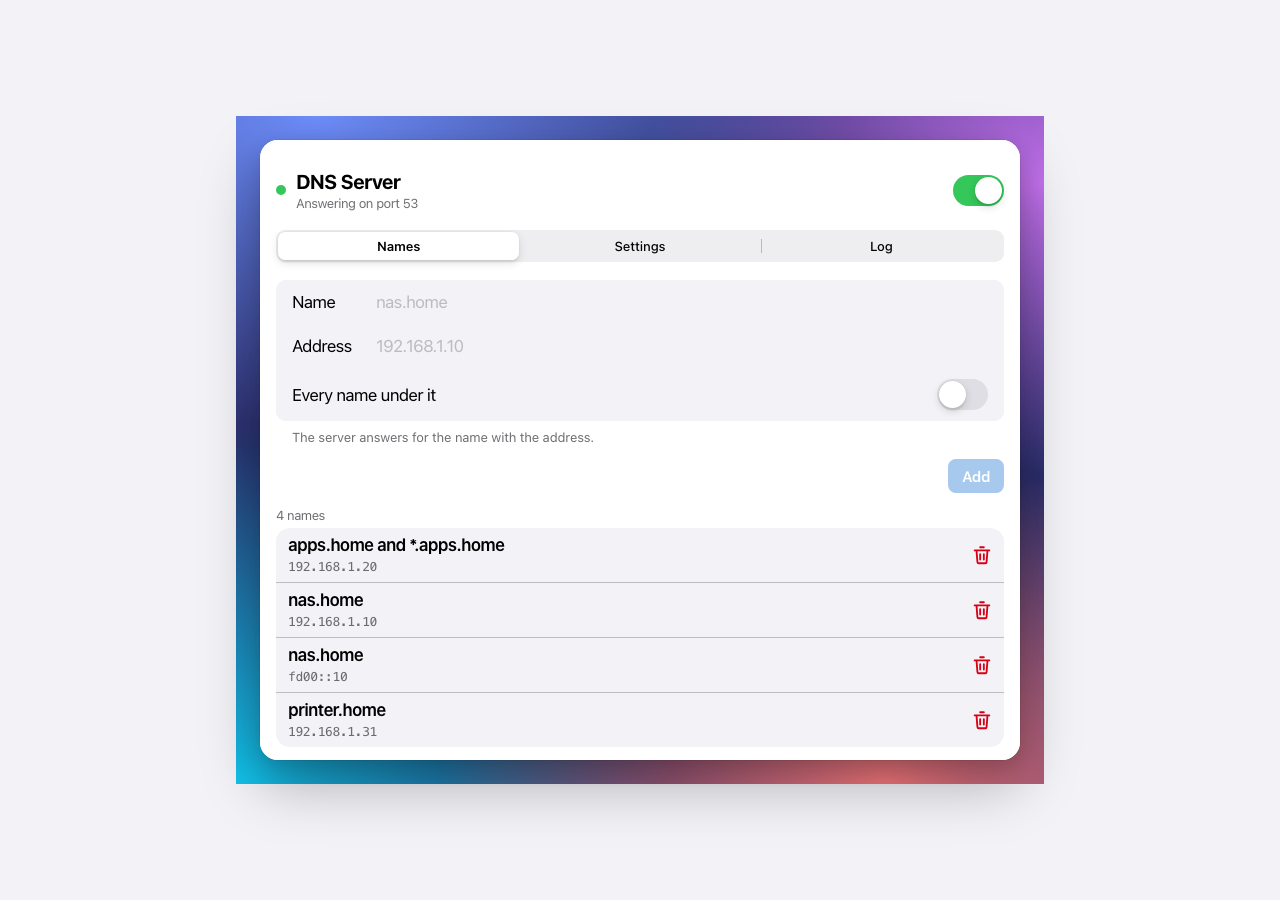 DNS Server
Answering on port 53
Names Settings Log
Name nas.home
Address 192.168.1.10
Every name under it
The server answers for the name with the address.
Add
4 names
apps.home and *.apps.home
192.168.1.20
nas.home
192.168.1.10
nas.home
fd00::10
printer.home
192.168.1.31